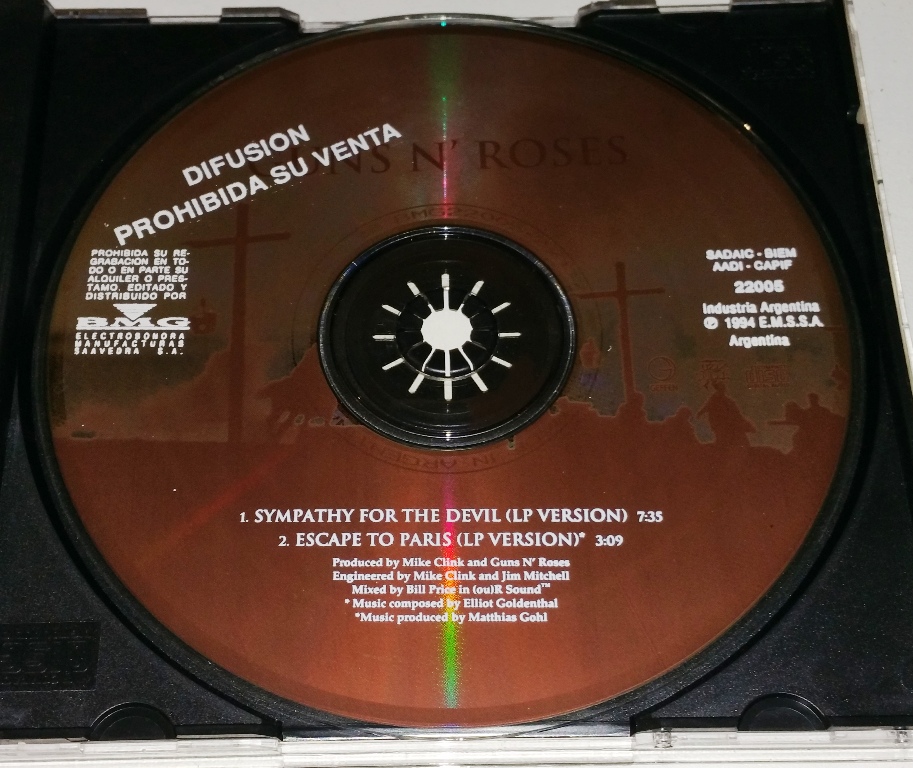 DIFUSION
PROHIBIDA SU VENTA
GUNS N' ROSES
PROHIBIDA SU RE-
GRABACION EN TO-
DO O EN PARTE SU
ALQUILER O PRES-
TAMO. EDITADO Y
DISTRIBUIDO POR
BMG
ELECTROSONORA
MANUFACTURAS
SAAVEDRA S.A.
SADAIC - SIEM
AADI - CAPIF
22005
Industria Argentina
℗ 1994 E.M.S.S.A.
Argentina
1. SYMPATHY FOR THE DEVIL (LP VERSION) 7:35
2. ESCAPE TO PARIS (LP VERSION)* 3:09
Produced by Mike Clink and Guns N' Roses
Engineered by Mike Clink and Jim Mitchell
Mixed by Bill Price in (ou)R Sound™
* Music composed by Elliot Goldenthal
*Music produced by Matthias Gohl